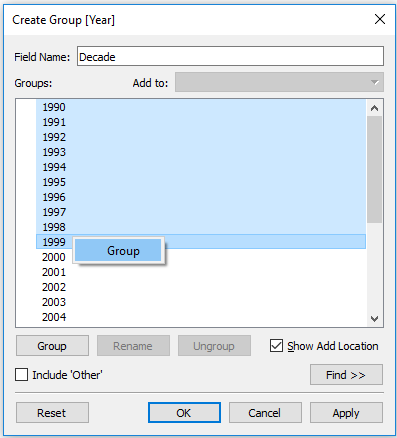 Create Group [Year]
Field Name: Decade
Groups: Add to:
1990
1991
1992
1993
1994
1995
1996
1997
1998
1999
Group
2000
2001
2002
2003
2004
Group Rename Ungroup Show Add Location
Include 'Other' Find >>
Reset OK Cancel Apply